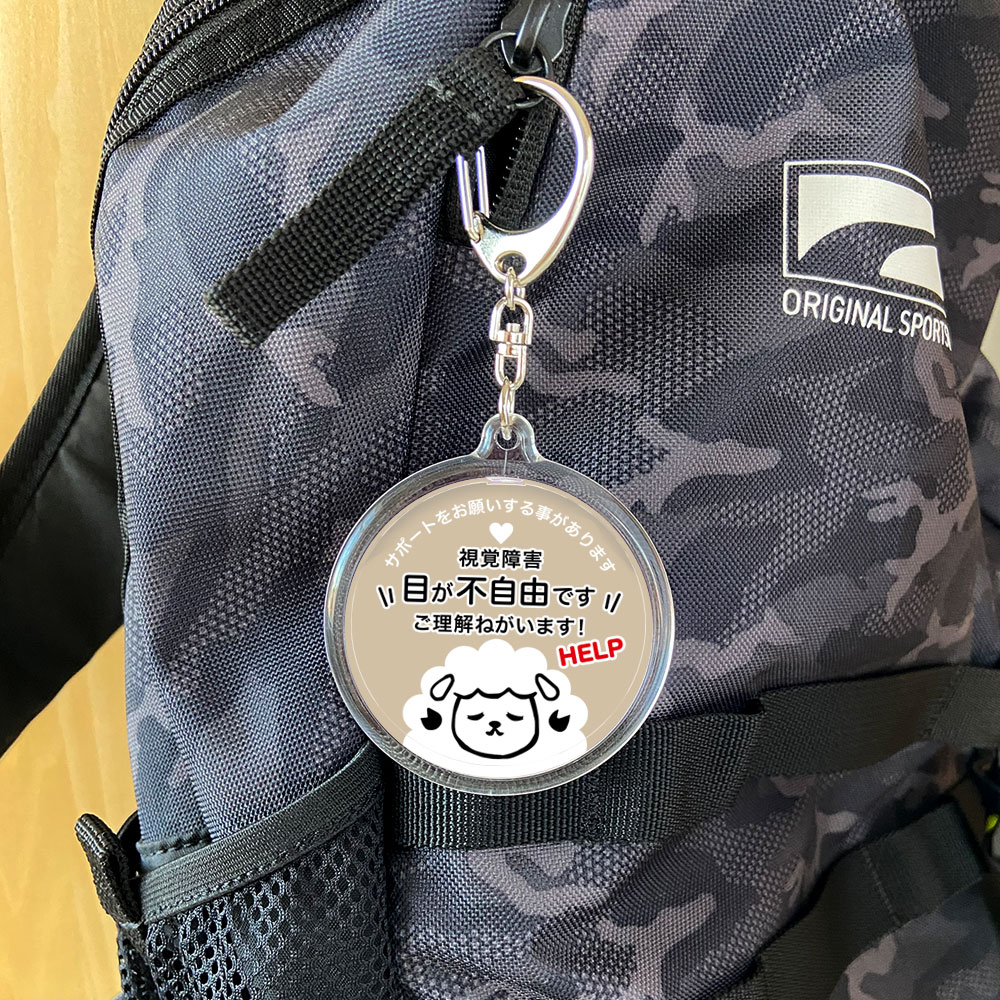 サポートをお願いする事があります
視覚障害
目が不自由です
ご理解ねがいます!
HELP
ORIGINAL SPORTS